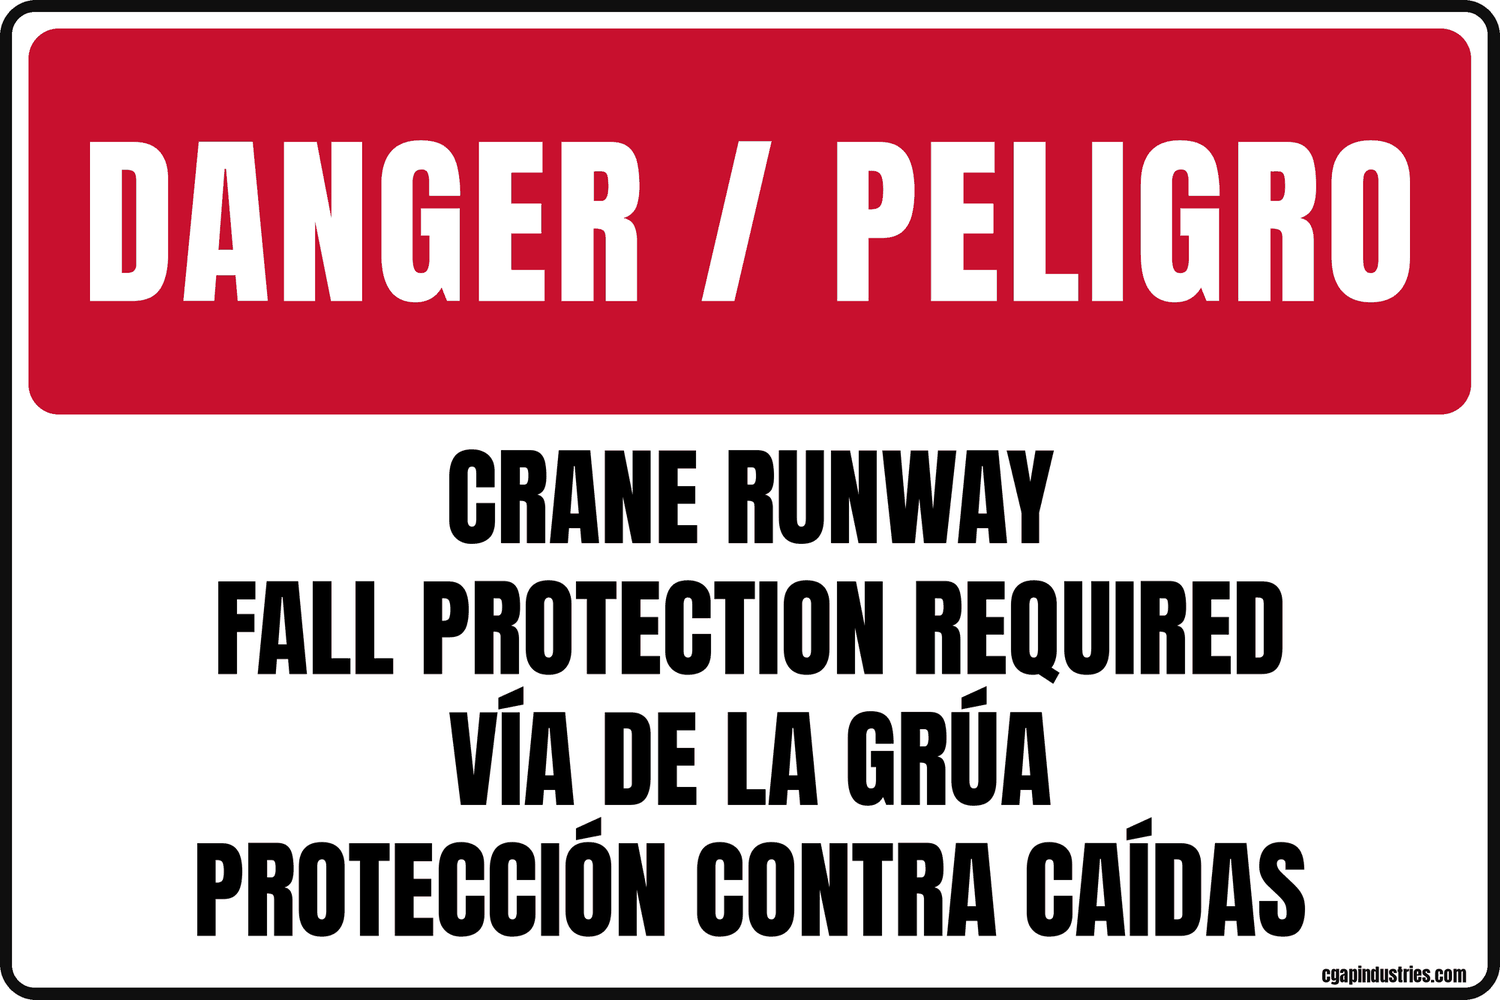 DANGER / PELIGRO
CRANE RUNWAY
FALL PROTECTION REQUIRED
VÍA DE LA GRÚA
PROTECCIÓN CONTRA CAÍDAS
cgapindustries.com